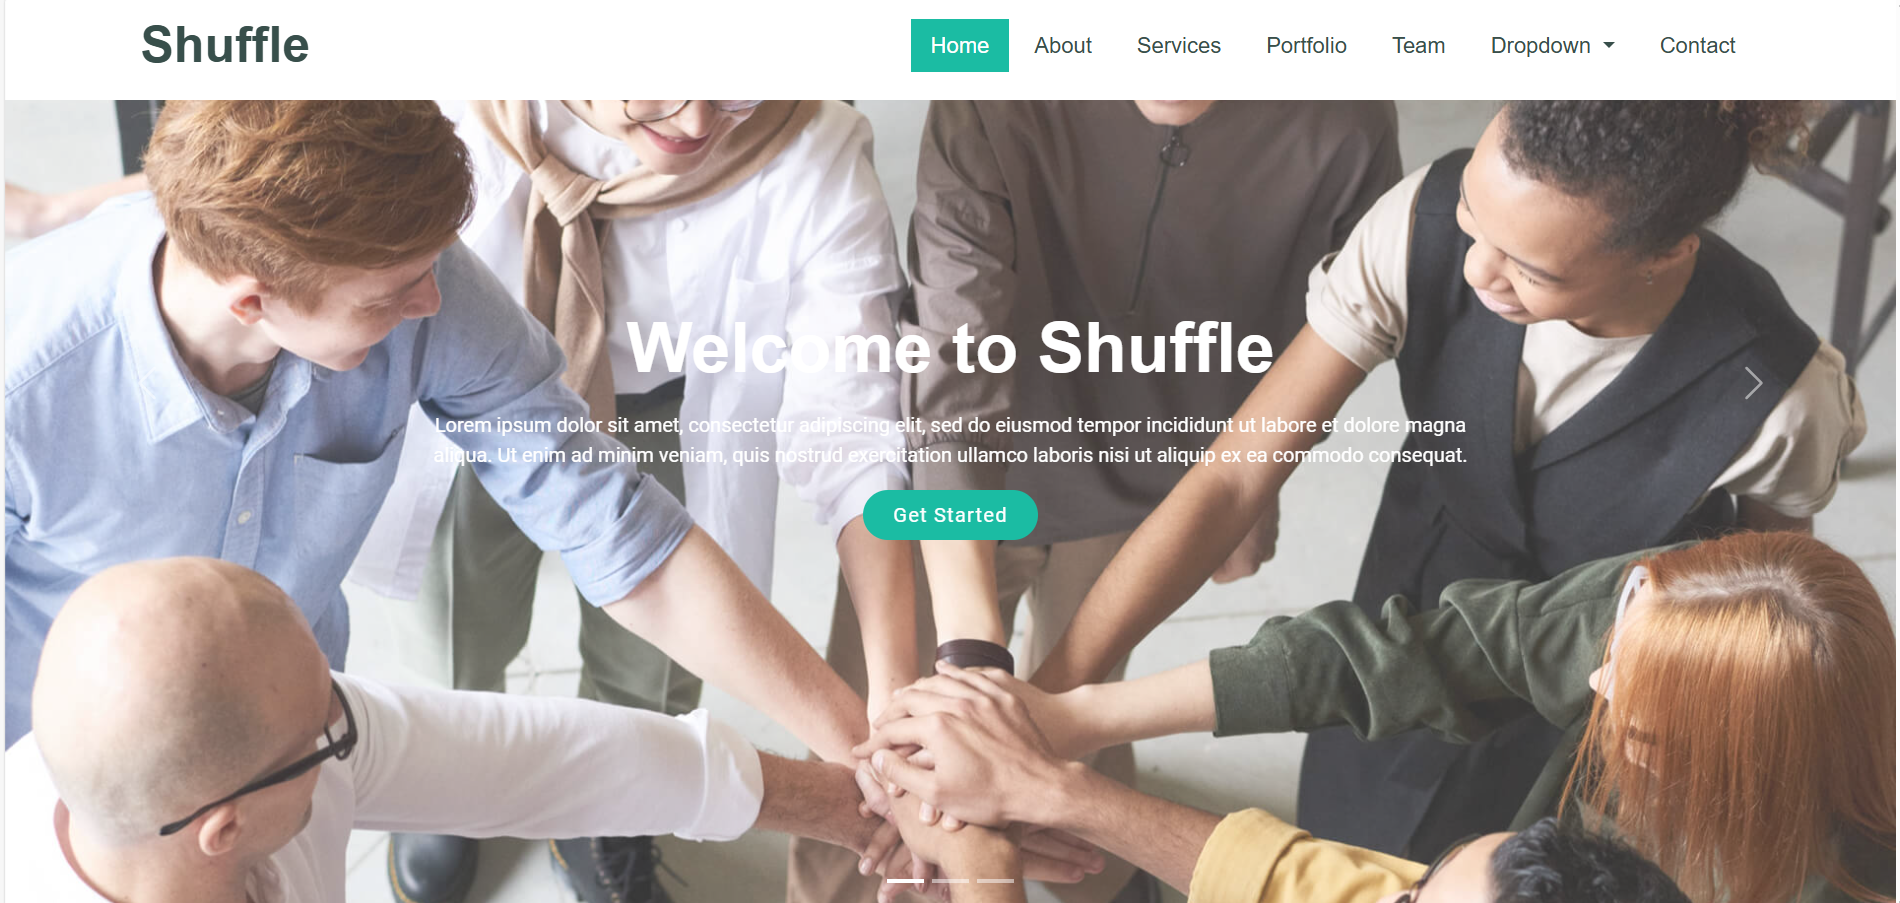 Shuffle
Home About Services Portfolio Team Dropdown Contact
Welcome to Shuffle
Lorem ipsum dolor sit amet, consectetur adipiscing elit, sed do eiusmod tempor incididunt ut labore et dolore magna
aliqua. Ut enim ad minim veniam, quis nostrud exercitation ullamco laboris nisi ut aliquip ex ea commodo consequat.
Get Started